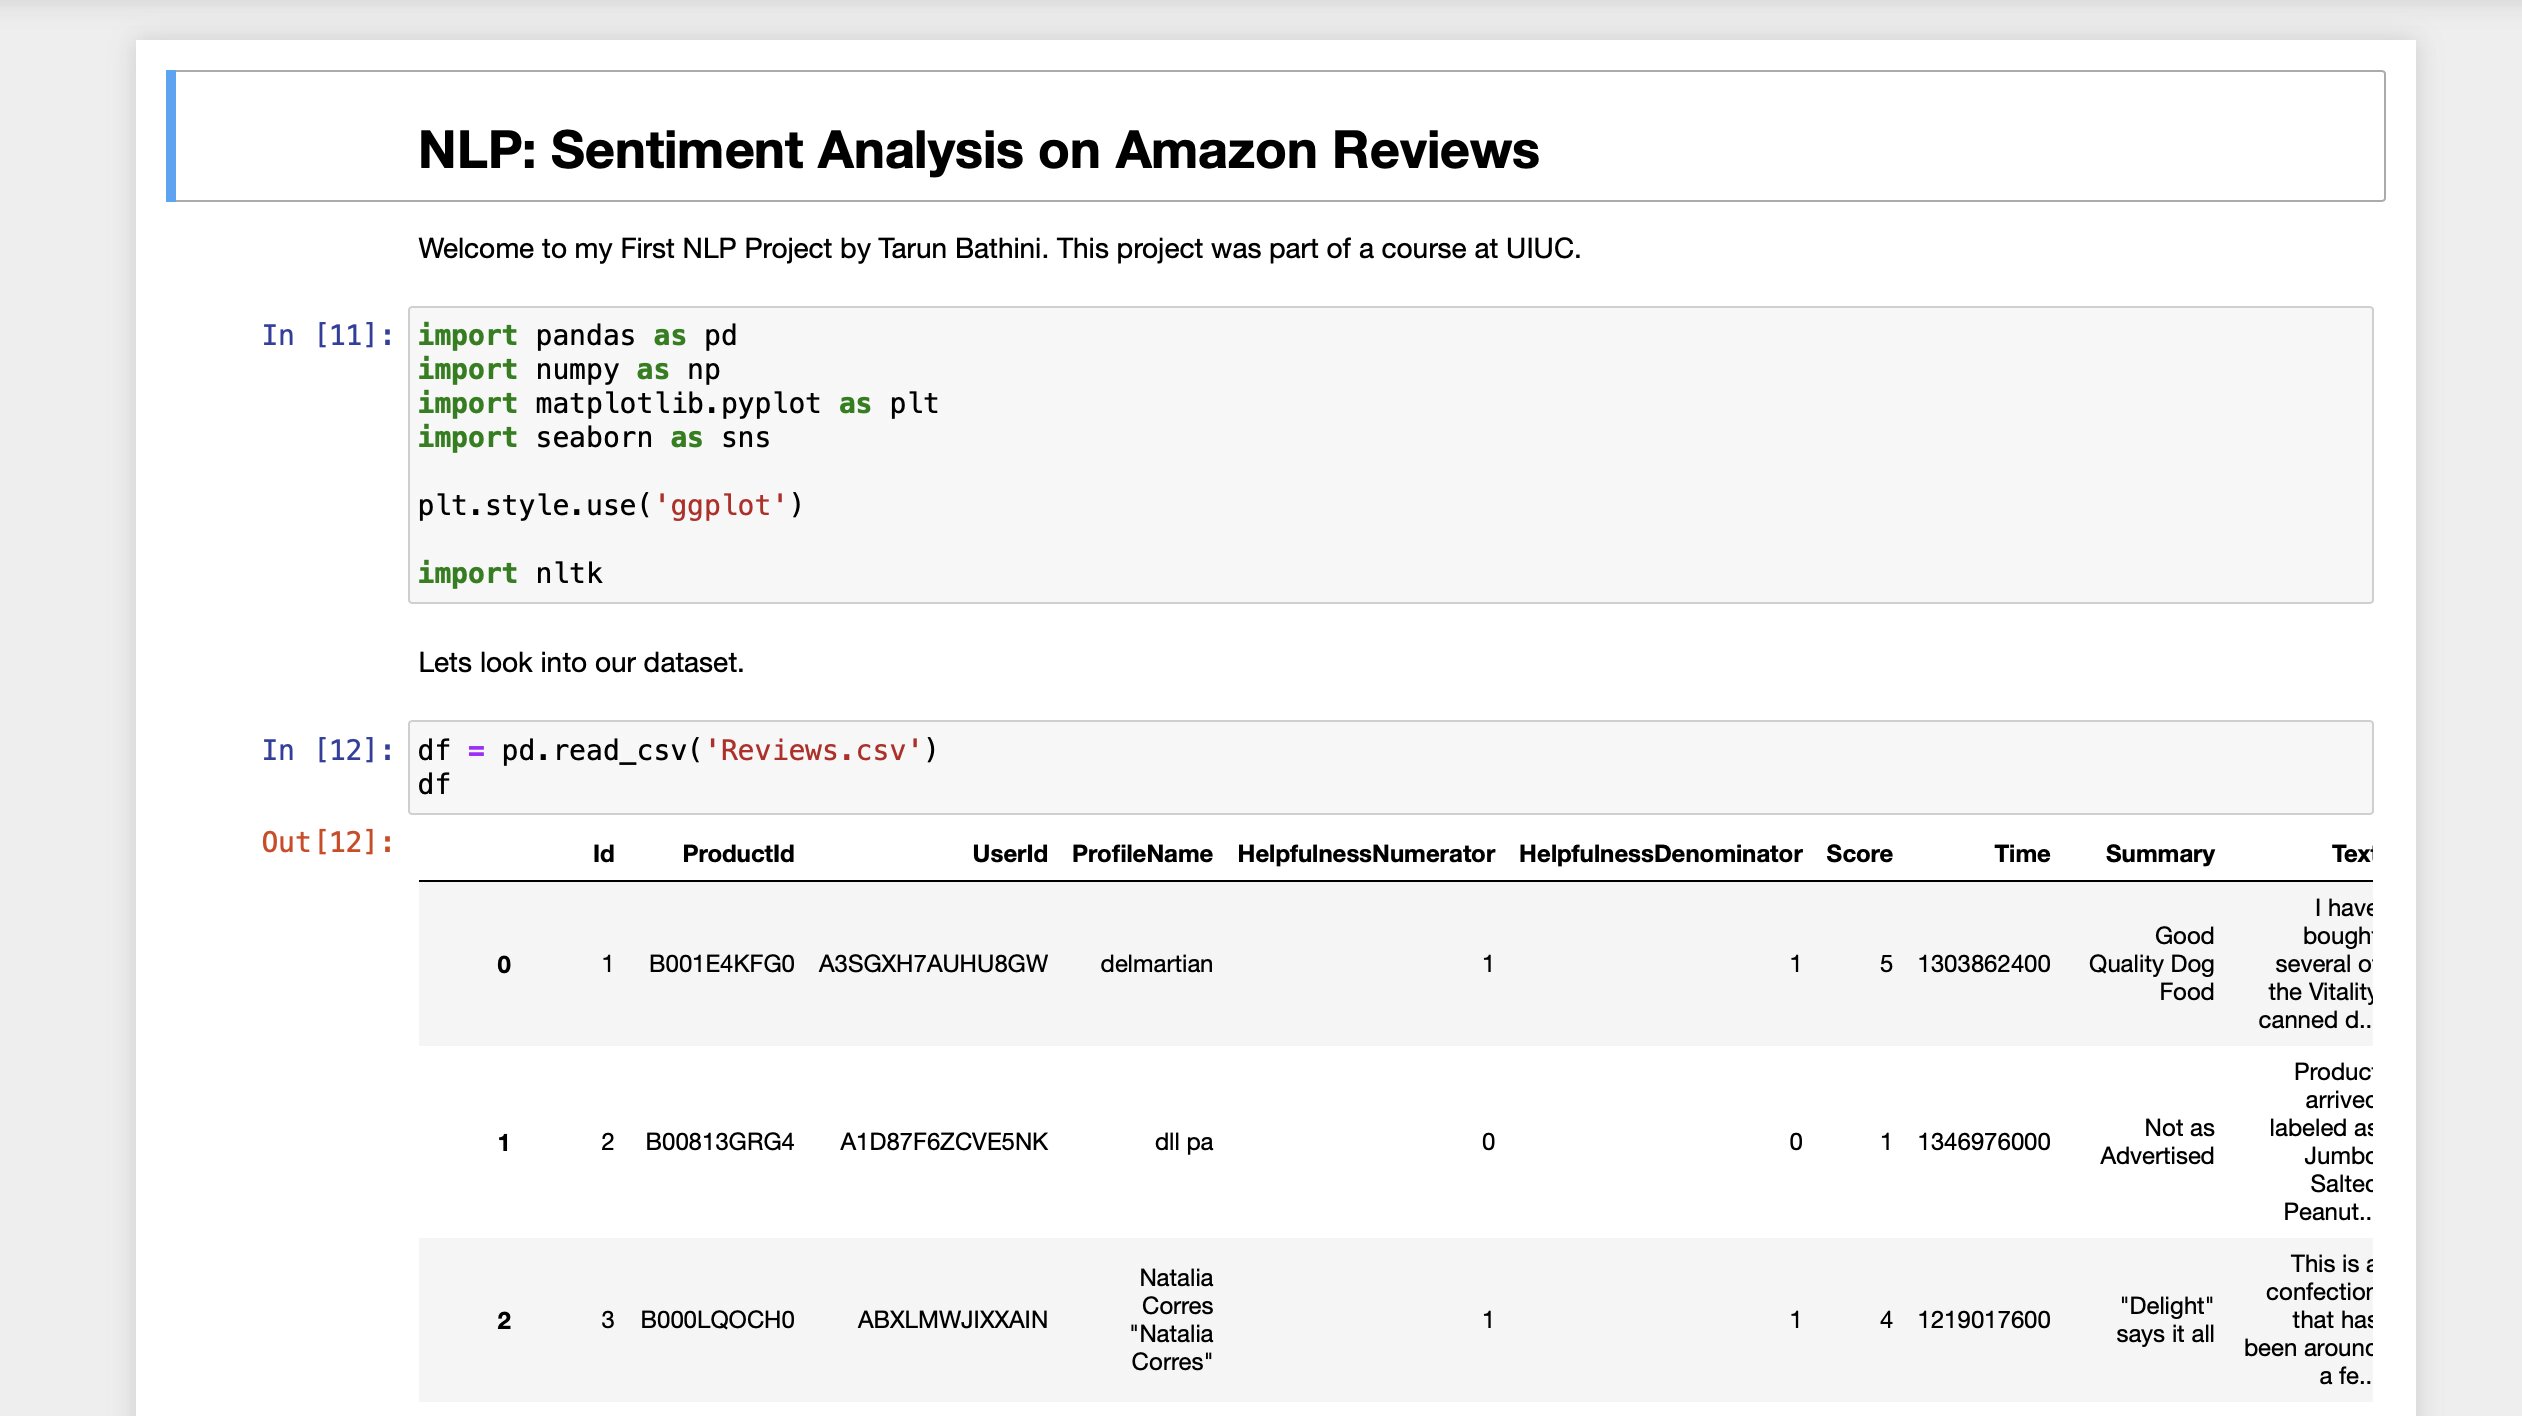 NLP: Sentiment Analysis on Amazon Reviews
Welcome to my First NLP Project by Tarun Bathini. This project was part of a course at UIUC.
In [11]:
import pandas as pd
import numpy as np
import matplotlib.pyplot as plt
import seaborn as sns
plt.style.use('ggplot')
import nltk
Lets look into our dataset.
In [12]:
df = pd.read_csv('Reviews.csv')
df
Out[12]:
Id ProductId UserId ProfileName HelpfulnessNumerator HelpfulnessDenominator Score Time Summary Text
0 1 B001E4KFG0 A3SGXH7AUHU8GW delmartian 1 1 5 1303862400
Good
Quality Dog
Food
I have
bough
several o
the Vitality
canned d..
1 2 B00813GRG4 A1D87F6ZCVE5NK dll pa 0 0 1 1346976000
Not as
Advertised
Produc
arrived
labeled as
Jumbo
Salted
Peanut..
2 3 B000LQOCH0 ABXLMWJIXXAIN
Natalia
Corres
"Natalia
Corres"
1 1 4 1219017600
"Delight"
says it all
This is a
confection
that has
been around
a fe..